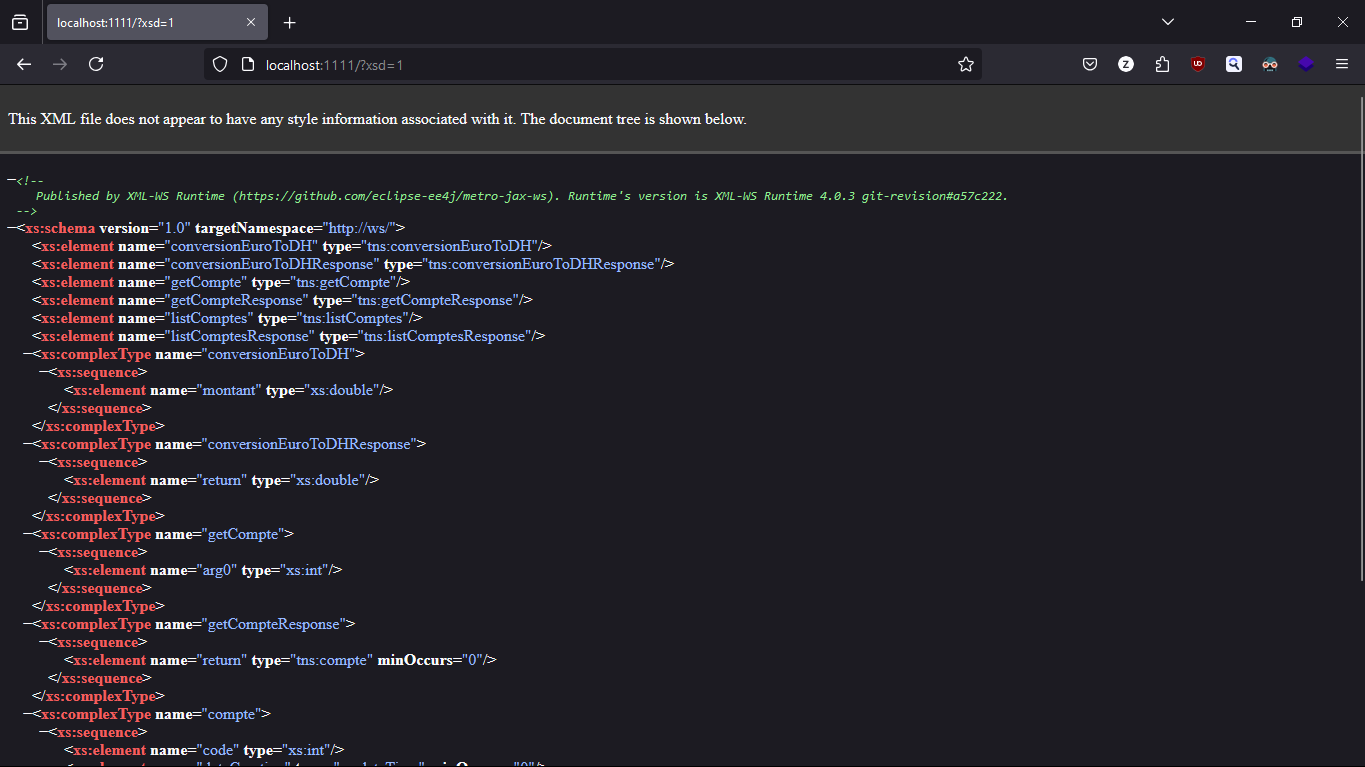 localhost:1111/?xsd=1
localhost:1111/?xsd=1
Z
UD
This XML file does not appear to have any style information associated with it. The document tree is shown below.
<!--
Published by XML-WS Runtime (https://github.com/eclipse-ee4j/metro-jax-ws). Runtime's version is XML-WS Runtime 4.0.3 git-revision#a57c222.
-->
<xs:schema version="1.0" targetNamespace="http://ws/">
<xs:element name="conversionEuroToDH" type="tns:conversionEuroToDH"/>
<xs:element name="conversionEuroToDHResponse" type="tns:conversionEuroToDHResponse"/>
<xs:element name="getCompte" type="tns:getCompte"/>
<xs:element name="getCompteResponse" type="tns:getCompteResponse"/>
<xs:element name="listComptes" type="tns:listComptes"/>
<xs:element name="listComptesResponse" type="tns:listComptesResponse"/>
<xs:complexType name="conversionEuroToDH">
<xs:sequence>
<xs:element name="montant" type="xs:double"/>
</xs:sequence>
</xs:complexType>
<xs:complexType name="conversionEuroToDHResponse">
<xs:sequence>
<xs:element name="return" type="xs:double"/>
</xs:sequence>
</xs:complexType>
<xs:complexType name="getCompte">
<xs:sequence>
<xs:element name="arg0" type="xs:int"/>
</xs:sequence>
</xs:complexType>
<xs:complexType name="getCompteResponse">
<xs:sequence>
<xs:element name="return" type="tns:compte" minOccurs="0"/>
</xs:sequence>
</xs:complexType>
<xs:complexType name="compte">
<xs:sequence>
<xs:element name="code" type="xs:int"/>